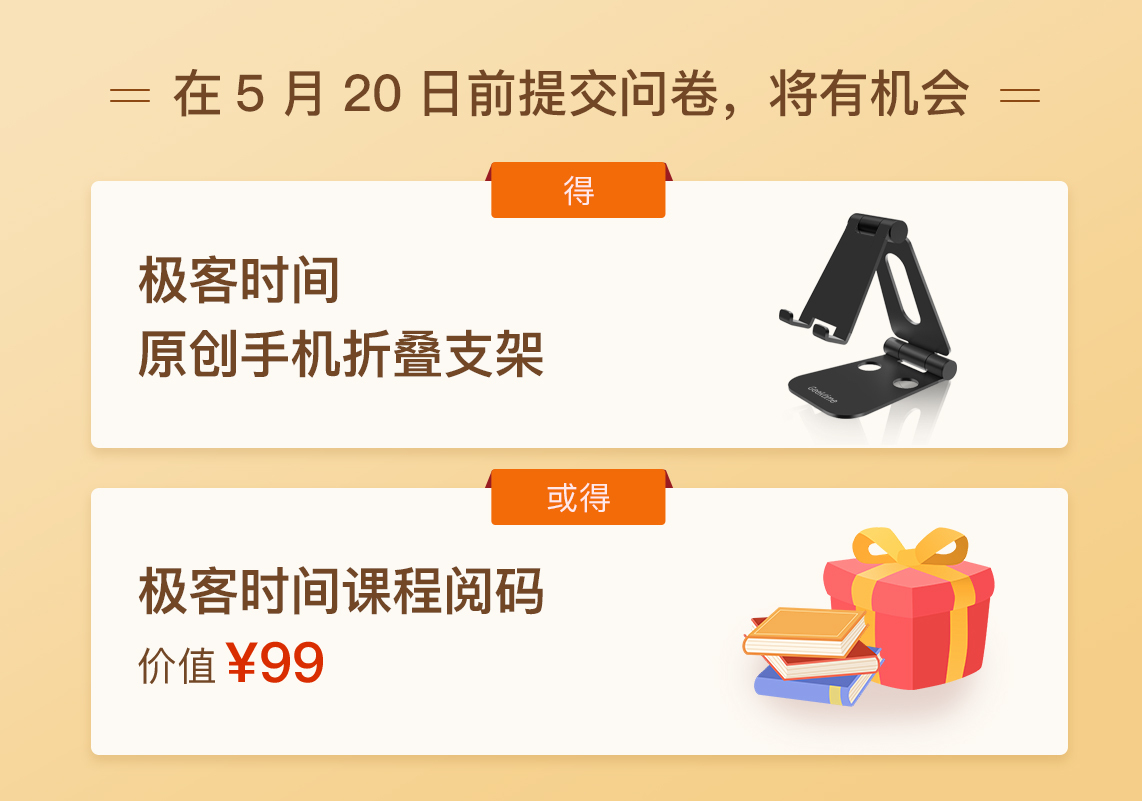 在 5 月 20 日前提交问卷，将有机会
得
极客时间
原创手机折叠支架
Geektime
或得
极客时间课程阅码
价值 ¥99